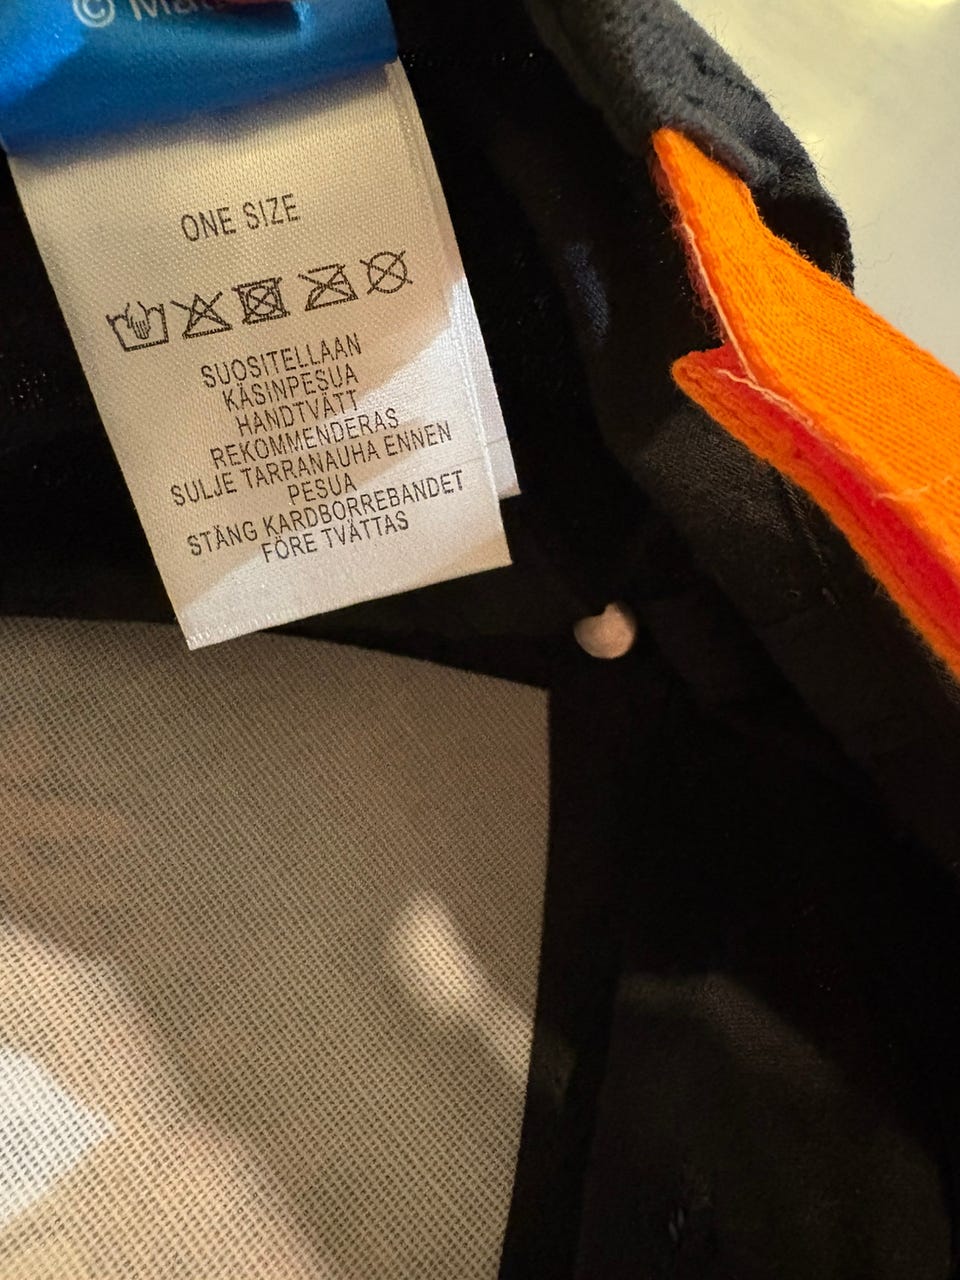 ©
ONE SIZE
SUOSITELLAAN
KÄSINPESUA
HANDTVÄTT
REKOMMENDERAS
SULJE TARRANAUHA ENNEN
PESUA
STÄNG KARDBORREBANDET
FÖRE TVÄTTAS